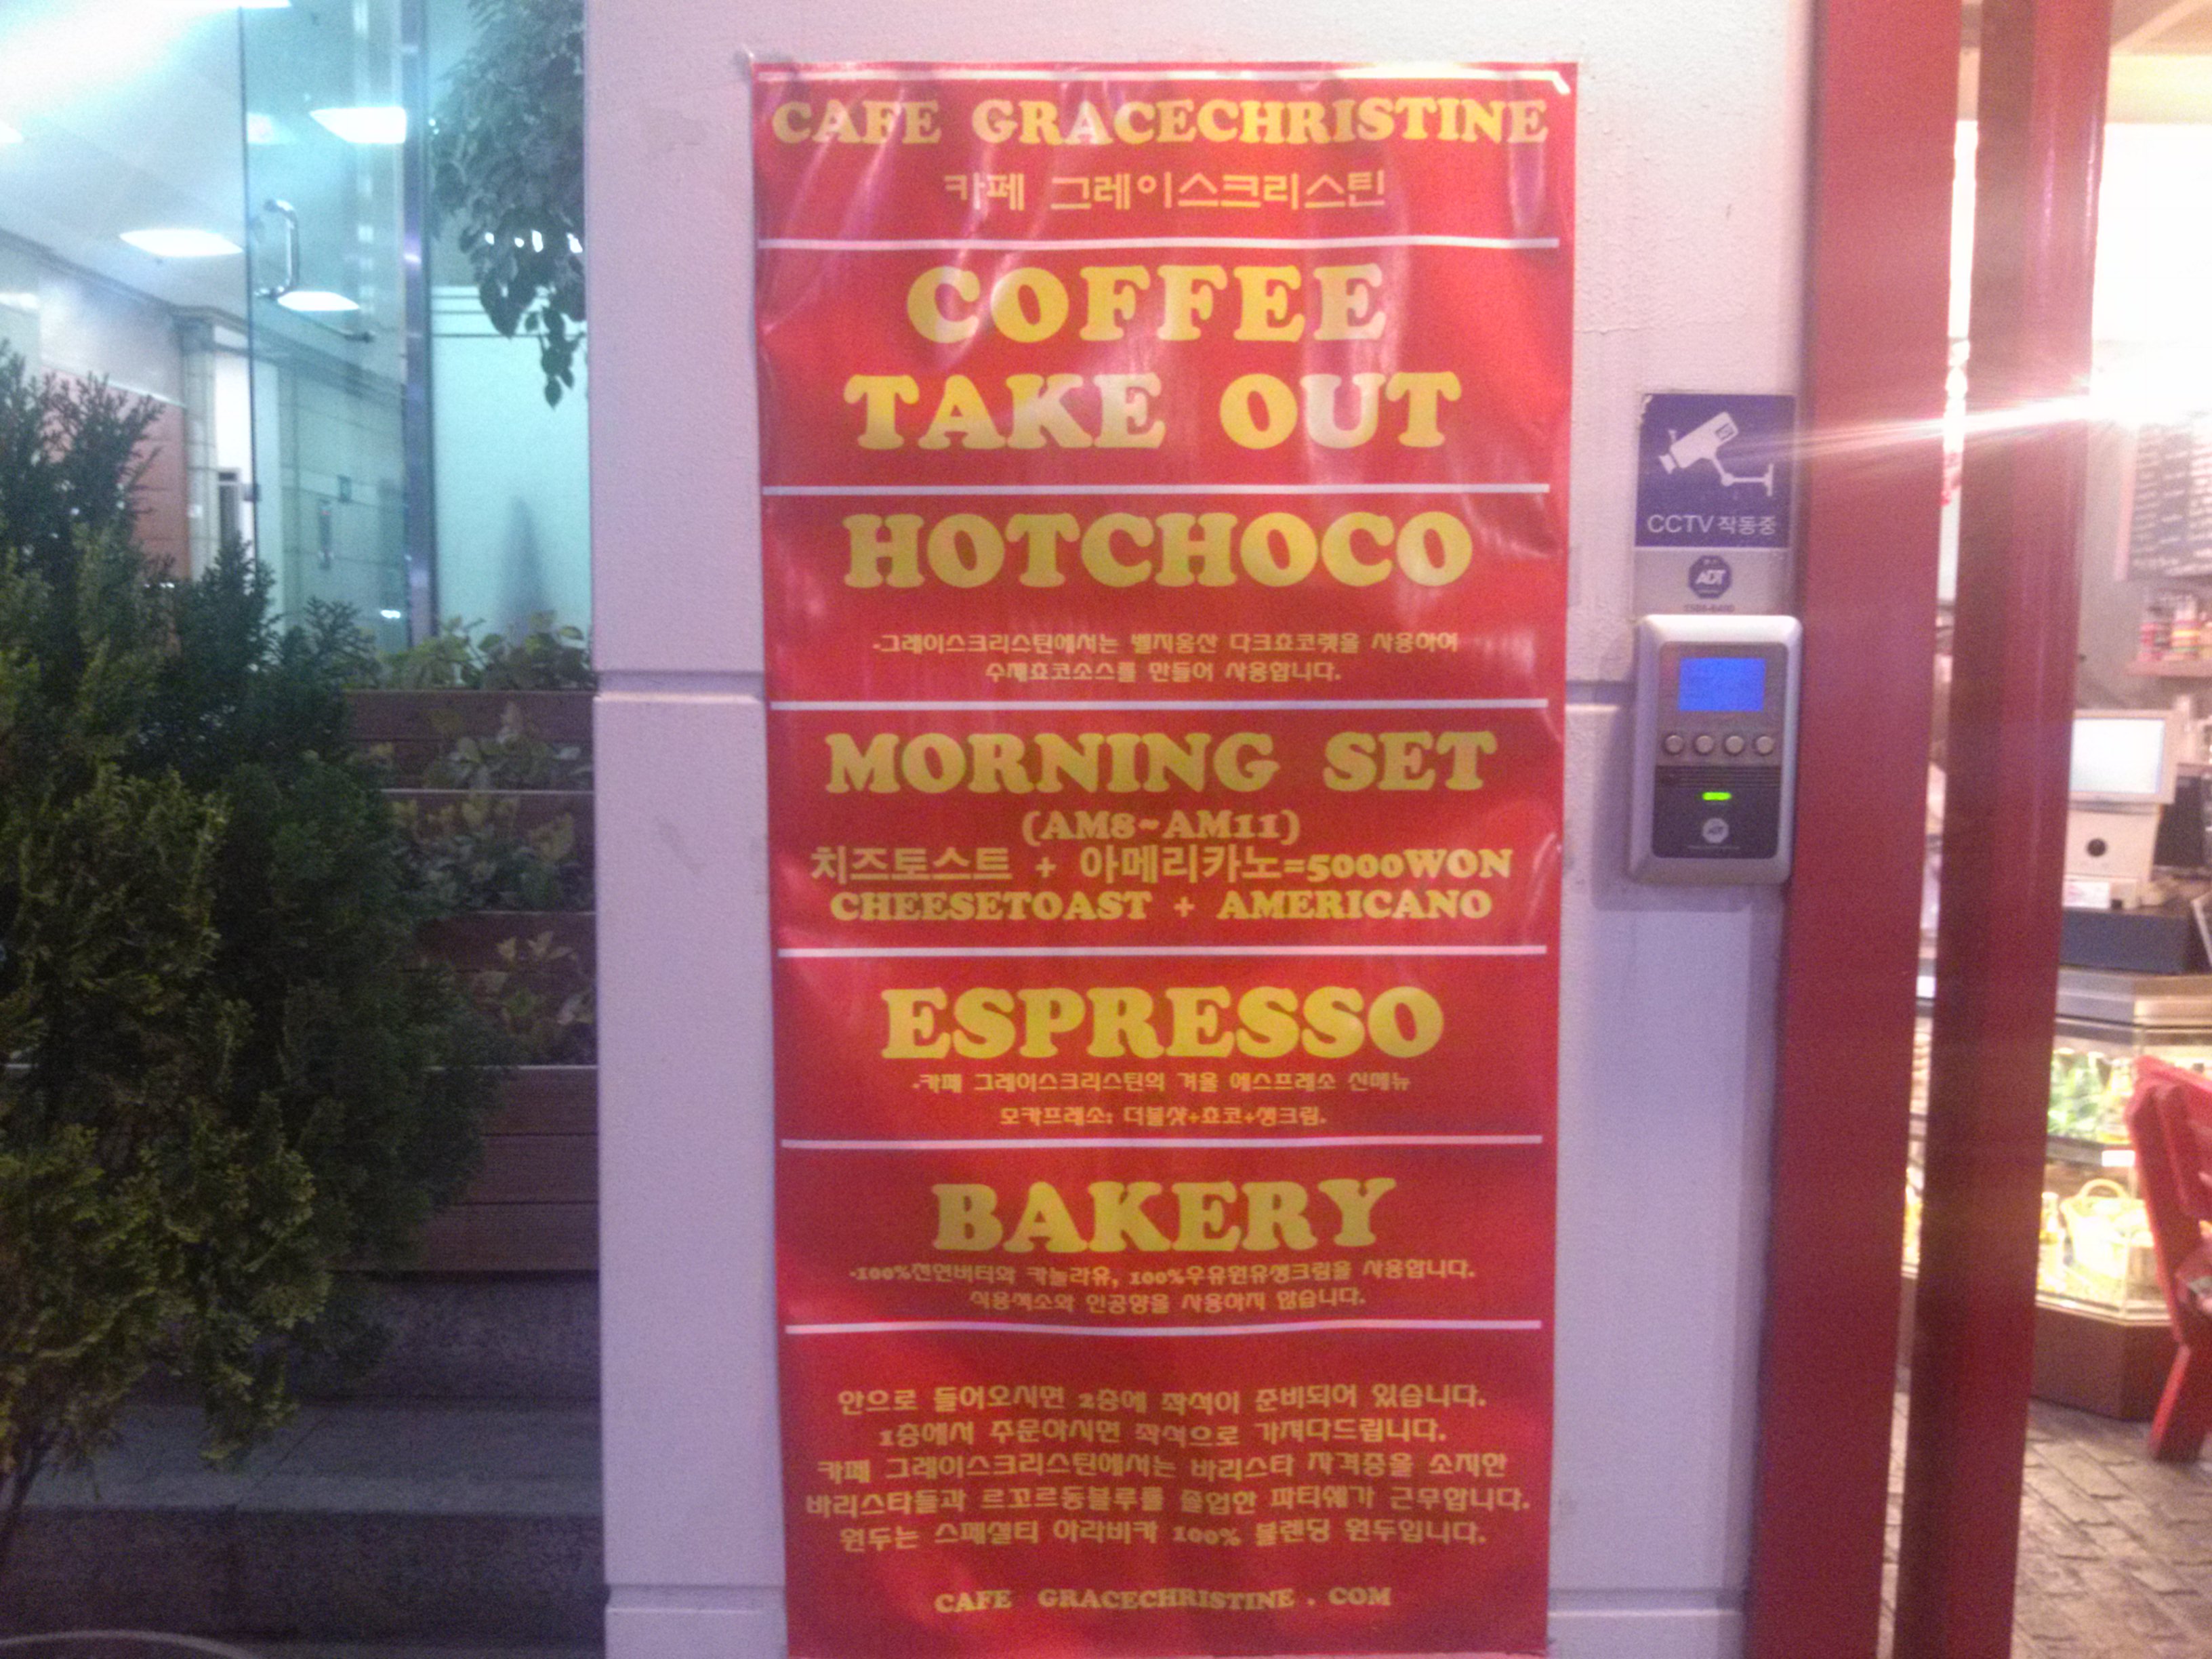 CAFE GRACECHRISTINE
카페 그레이스크리스틴
COFFEE
TAKE OUT
HOTCHOCO
·그레이스크리스틴에서는 벨지움산 다크쵸코렛을 사용하여
수제쵸코소스를 만들어 사용합니다.
MORNING SET
(AM8~AM11)
치즈토스트 + 아메리카노=5000WON
CHEESETOAST + AMERICANO
ESPRESSO
·카페 그레이스크리스틴의 겨울 에스프레소 신메뉴
모카프레소: 더블샷+쵸코+생크림.
BAKERY
·100%천연버터와 카놀라유, 100%우유원유생크림을 사용합니다.
식용색소와 인공향을 사용하지 않습니다.
안으로 들어오시면 2층에 좌석이 준비되어 있습니다.
1층에서 주문하시면 좌석으로 가져다드립니다.
카페 그레이스크리스틴에서는 바리스타 자격증을 소지한
바리스타들과 르꼬르동블루를 졸업한 파티쉐가 근무합니다.
원두는 스페셜티 아라비카 100% 블렌딩 원두입니다.
CAFE GRACECHRISTINE . COM
CCTV 작동중
ADT